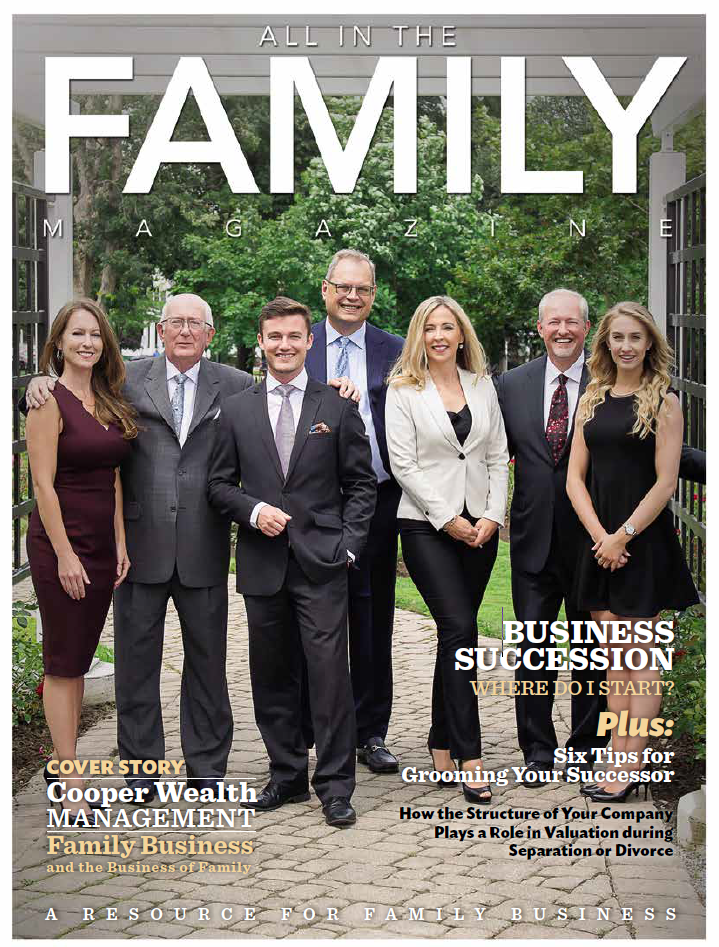 ALL IN THE
FAMILY
MAGAZINE
BUSINESS
SUCCESSION
WHERE DO I START?
Plus:
Six Tips for
Grooming Your Successor
How the Structure of Your Company
Plays a Role in Valuation during
Separation or Divorce
COVER STORY
Cooper Wealth
MANAGEMENT
Family Business
and the Business of Family
A RESOURCE FOR FAMILY BUSINESS